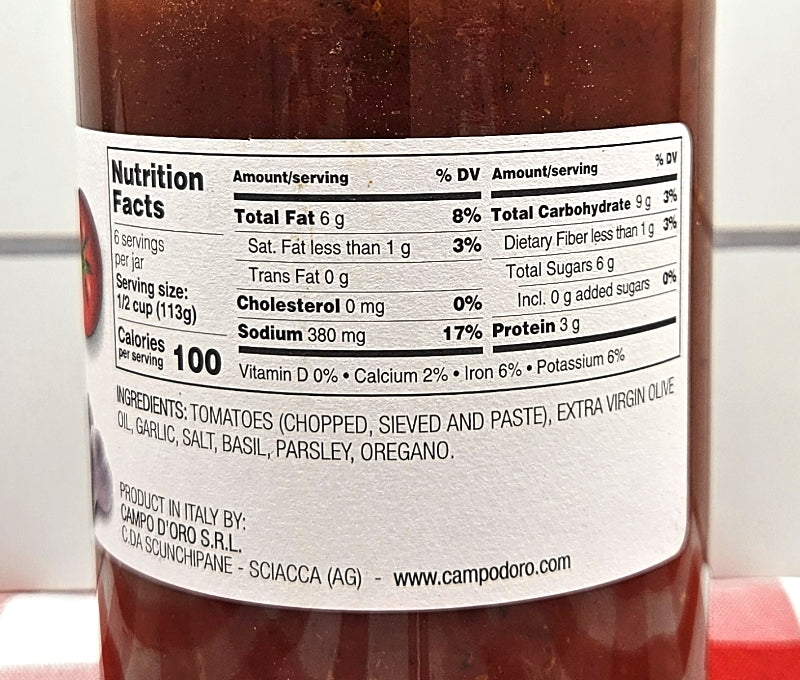 Nutrition
Facts
6 servings
per jar
Serving size:
1/2 cup (113g)
Calories
per serving 100
Amount/serving % DV
Total Fat 6 g 8%
Sat. Fat less than 1 g 3%
Trans Fat 0 g
Cholesterol 0 mg 0%
Sodium 380 mg 17%
Amount/serving % DV
Total Carbohydrate 9 g 3%
Dietary Fiber less than 1 g 3%
Total Sugars 6 g
Incl. 0 g added sugars 0%
Protein 3 g
Vitamin D 0% • Calcium 2% • Iron 6% • Potassium 6%
INGREDIENTS: TOMATOES (CHOPPED, SIEVED AND PASTE), EXTRA VIRGIN OLIVE
OIL, GARLIC, SALT, BASIL, PARSLEY, OREGANO.
PRODUCT IN ITALY BY:
CAMPO D'ORO S.R.L.
C.DA SCUNCHIPANE - SCIACCA (AG) - www.campodoro.com